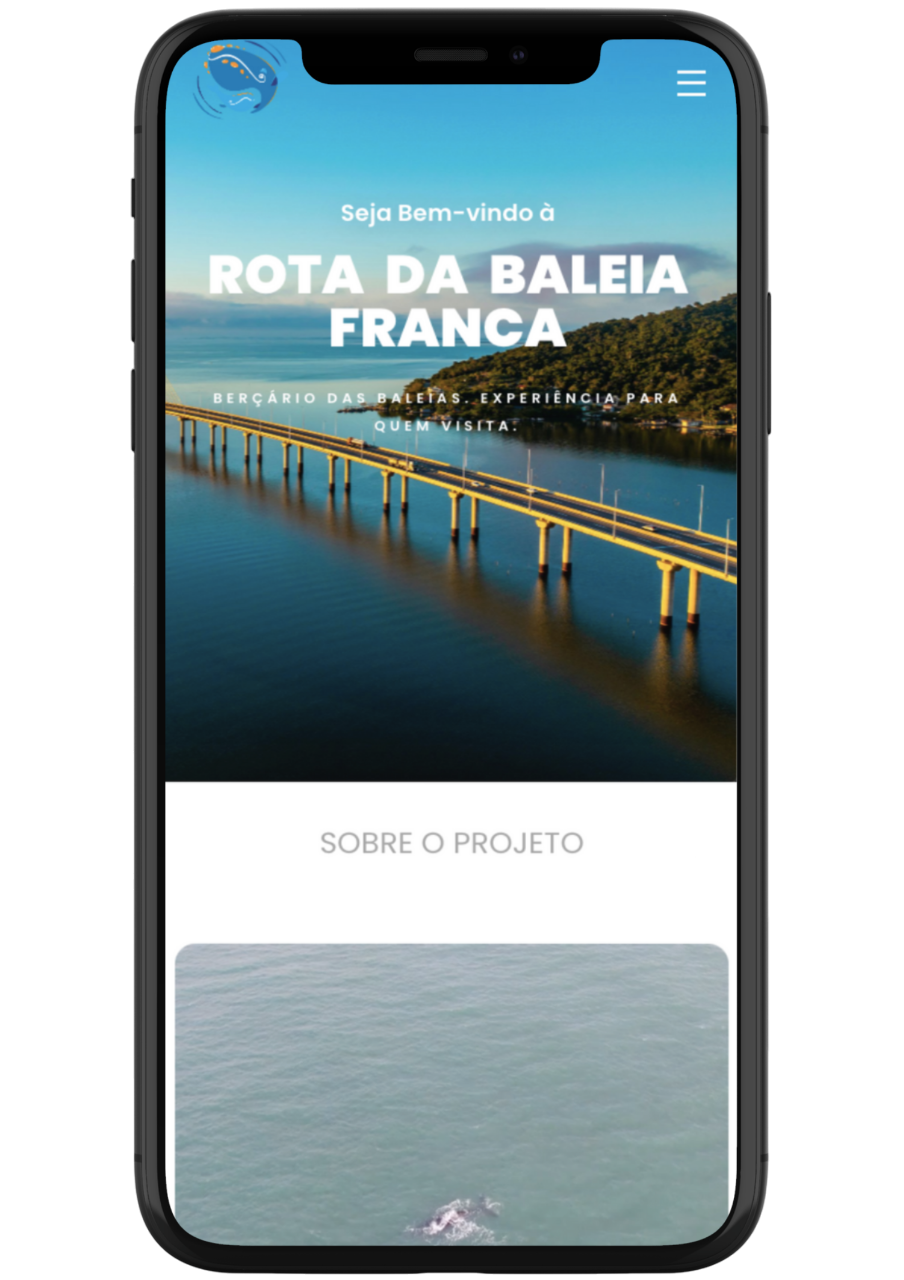 Seja Bem-vindo à
ROTA DA BALEIA
FRANCA
BERÇÁRIO DAS BALEIAS. EXPERIÊNCIA PARA
QUEM VISITA.
SOBRE O PROJETO